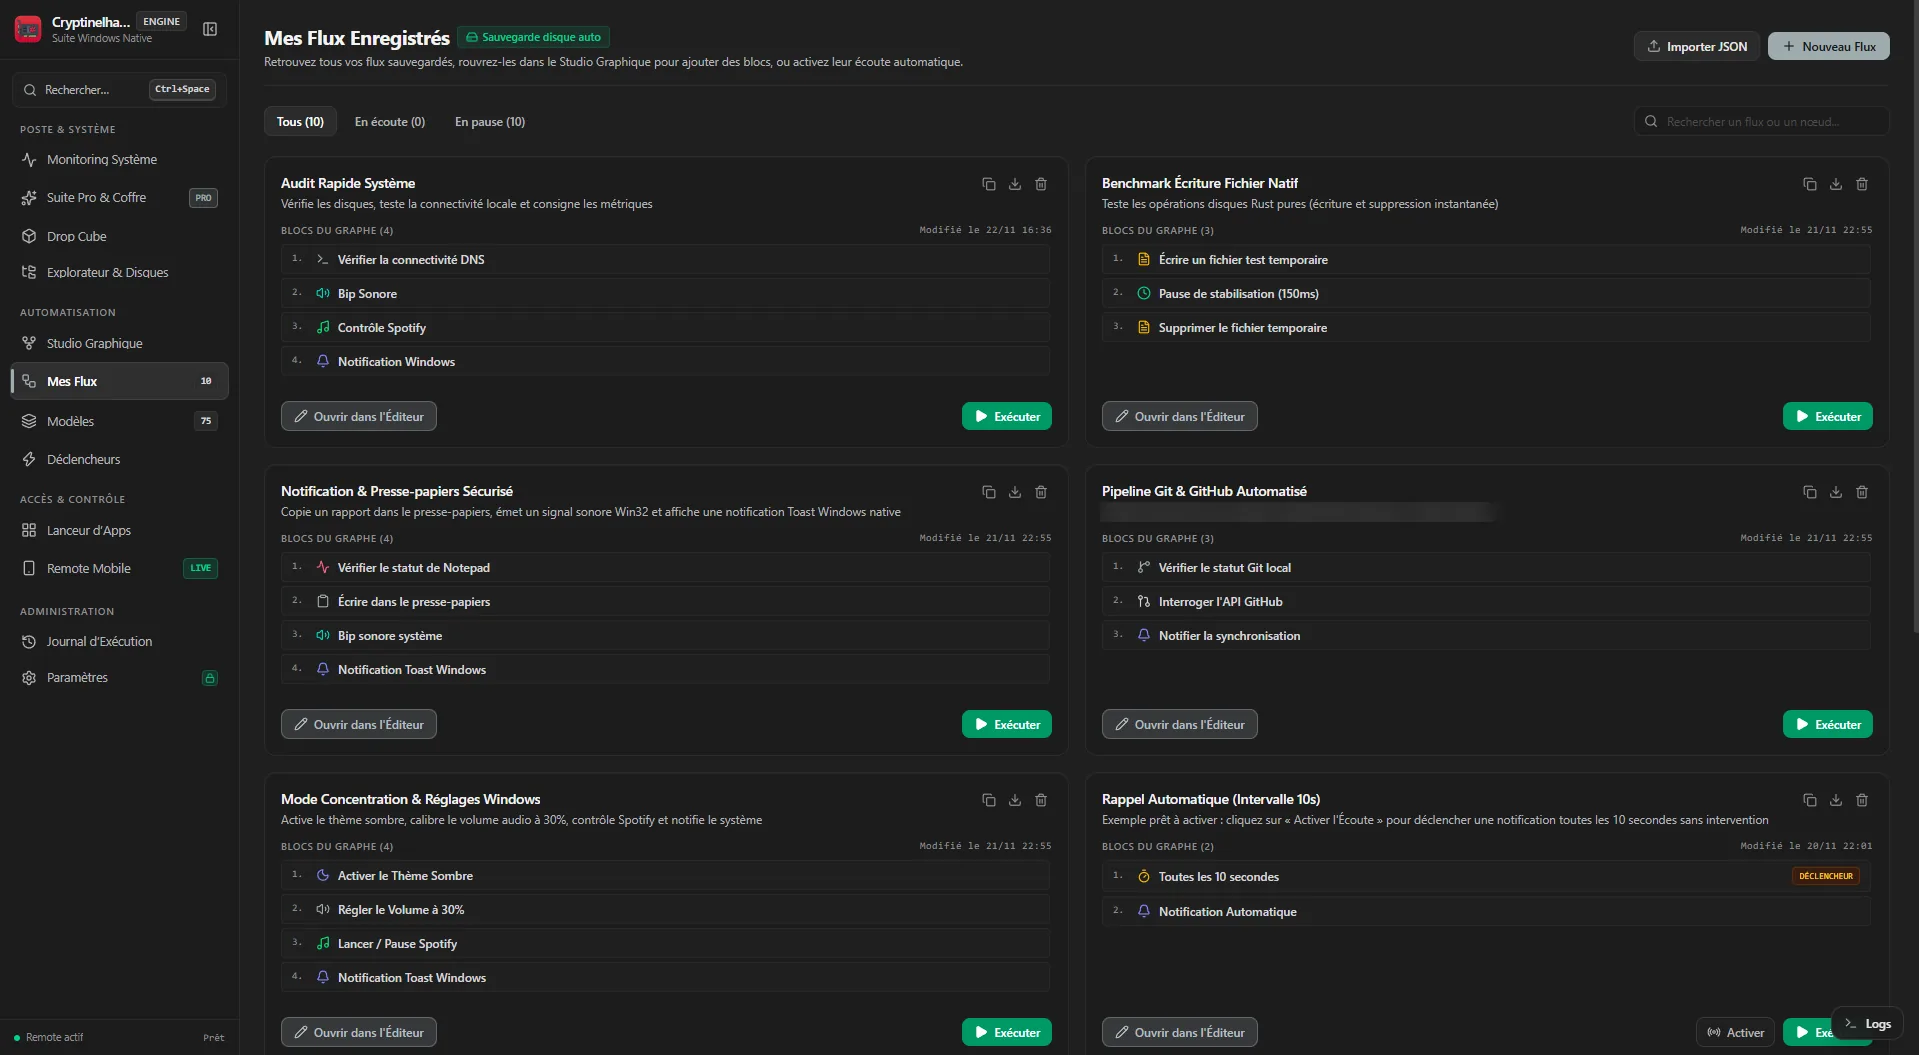 Cryptinelha... ENGINE
Suite Windows Native
Rechercher... Ctrl+Space
POSTE & SYSTÈME
Monitoring Système
Suite Pro & Coffre PRO
Drop Cube
Explorateur & Disques
AUTOMATISATION
Studio Graphique
Mes Flux 10
Modèles 75
Déclencheurs
ACCÈS & CONTRÔLE
Lanceur d'Apps
Remote Mobile LIVE
ADMINISTRATION
Journal d'Exécution
Paramètres
Remote actif Prêt
Mes Flux Enregistrés Sauvegarde disque auto
Retrouvez tous vos flux sauvegardés, rouvrez-les dans le Studio Graphique pour ajouter des blocs, ou activez leur écoute automatique.
Importer JSON Nouveau Flux
Tous (10) En écoute (0) En pause (10)
Rechercher un flux ou un nœud...
Audit Rapide Système
Vérifie les disques, teste la connectivité locale et consigne les métriques
BLOCS DU GRAPHE (4) Modifié le 22/11 16:36
1. Vérifier la connectivité DNS
2. Bip Sonore
3. Contrôle Spotify
4. Notification Windows
Ouvrir dans l'Éditeur Exécuter
Benchmark Écriture Fichier Natif
Teste les opérations disques Rust pures (écriture et suppression instantanée)
BLOCS DU GRAPHE (3) Modifié le 21/11 22:55
1. Écrire un fichier test temporaire
2. Pause de stabilisation (150ms)
3. Supprimer le fichier temporaire
Ouvrir dans l'Éditeur Exécuter
Notification & Presse-papiers Sécurisé
Copie un rapport dans le presse-papiers, émet un signal sonore Win32 et affiche une notification Toast Windows native
BLOCS DU GRAPHE (4) Modifié le 21/11 22:55
1. Vérifier le statut de Notepad
2. Écrire dans le presse-papiers
3. Bip sonore système
4. Notification Toast Windows
Ouvrir dans l'Éditeur Exécuter
Pipeline Git & GitHub Automatisé
BLOCS DU GRAPHE (3) Modifié le 21/11 22:55
1. Vérifier le statut Git local
2. Interroger l'API GitHub
3. Notifier la synchronisation
Ouvrir dans l'Éditeur Exécuter
Mode Concentration & Réglages Windows
Active le thème sombre, calibre le volume audio à 30%, contrôle Spotify et notifie le système
BLOCS DU GRAPHE (4) Modifié le 21/11 22:55
1. Activer le Thème Sombre
2. Régler le Volume à 30%
3. Lancer / Pause Spotify
4. Notification Toast Windows
Ouvrir dans l'Éditeur Exécuter
Rappel Automatique (Intervalle 10s)
Exemple prêt à activer : cliquez sur « Activer l'Écoute » pour déclencher une notification toutes les 10 secondes sans intervention
BLOCS DU GRAPHE (2) Modifié le 20/11 22:01
1. Toutes les 10 secondes DÉCLENCHEUR
2. Notification Automatique
Ouvrir dans l'Éditeur Activer Exé
Logs